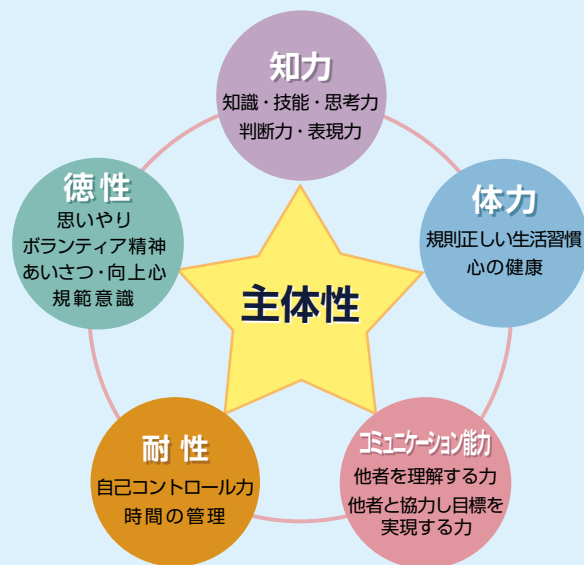 知力
知識・技能・思考力
判断力・表現力
徳性
思いやり
ボランティア精神
あいさつ・向上心
規範意識
体力
規則正しい生活習慣
心の健康
主体性
耐性
自己コントロール力
時間の管理
コミュニケーション能力
他者を理解する力
他者と協力し目標を
実現する力